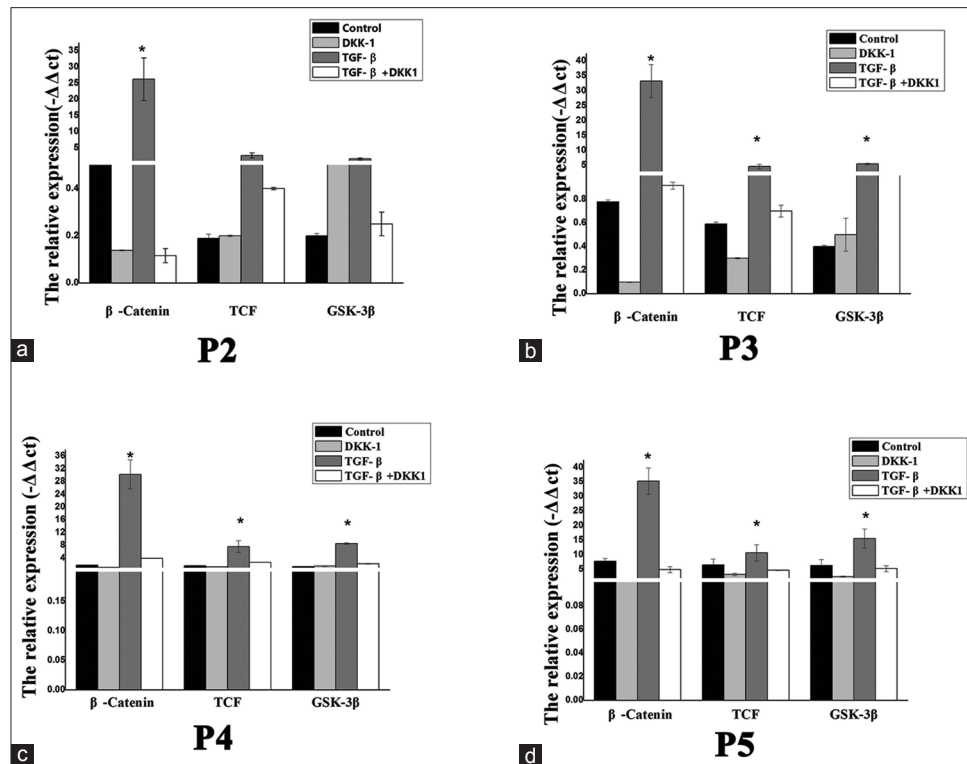 Control
DKK-1
TGF- β
TGF- β +DKK1
The relative expression(-ΔΔct)
35
30
25
20
15
10
5
0.4
0.2
0.0
*
β -Catenin TCF GSK-3β
a
P2
Control
DKK-1
TGF- β
TGF- β +DKK1
The relative expression(-ΔΔct)
40
35
30
25
20
15
10
5
0.8
0.6
0.4
0.2
0.0
* * *
β -Catenin TCF GSK-3β
b
P3
Control
DKK-1
TGF- β
TGF- β +DKK1
The relative expression (-ΔΔct)
36
32
28
24
20
16
12
8
4
0.15
0.10
0.05
0.00
* * *
β -Catenin TCF GSK-3β
c
P4
Control
DKK-1
TGF- β
TGF- β +DKK1
The relative expression (-ΔΔct)
40
35
30
25
20
15
10
5
0.08
0.06
0.04
0.02
0.00
* * *
β -Catenin TCF GSK-3β
d
P5